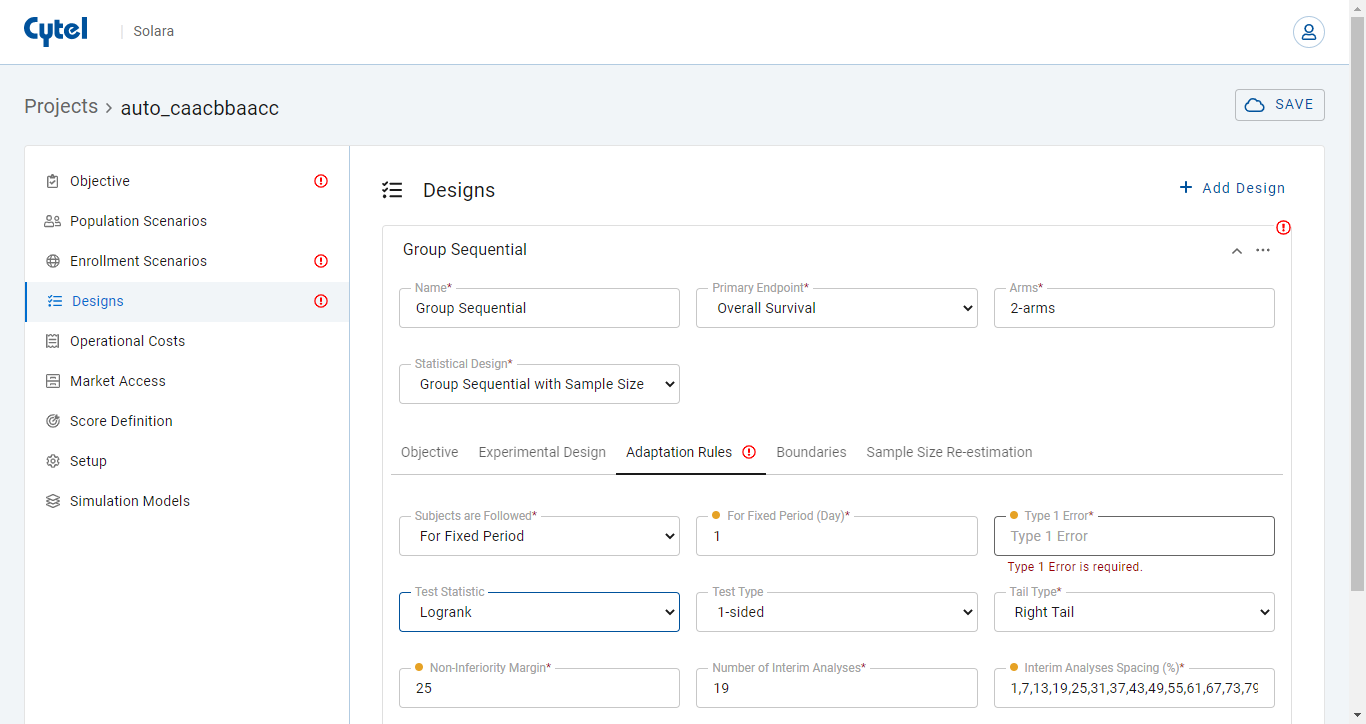 Cytel
Solara
Projects > auto_caacbbaacc
SAVE
Objective
Population Scenarios
Enrollment Scenarios
Designs
Operational Costs
Market Access
Score Definition
Setup
Simulation Models
Designs
+ Add Design
Group Sequential
Name*
Group Sequential
Primary Endpoint*
Overall Survival
Arms*
2-arms
Statistical Design*
Group Sequential with Sample Size
Objective Experimental Design Adaptation Rules Boundaries Sample Size Re-estimation
Subjects are Followed*
For Fixed Period
For Fixed Period (Day)*
1
Type 1 Error*
Type 1 Error
Type 1 Error is required.
Test Statistic
Logrank
Test Type
1-sided
Tail Type*
Right Tail
Non-Inferiority Margin*
25
Number of Interim Analyses*
19
Interim Analyses Spacing (%)*
1,7,13,19,25,31,37,43,49,55,61,67,73,79